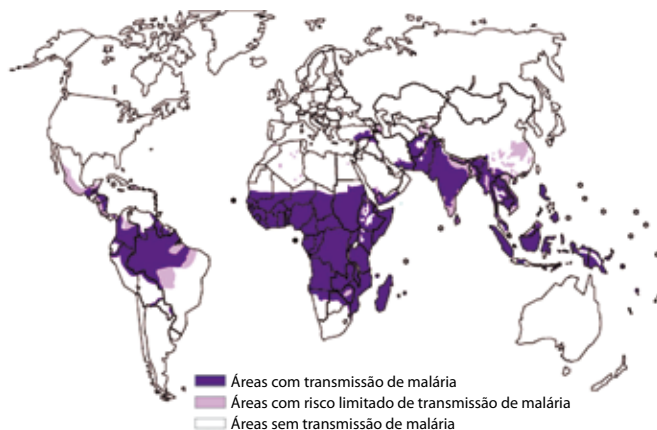 Áreas com transmissão de malária
Áreas com risco limitado de transmissão de malária
Áreas sem transmissão de malária